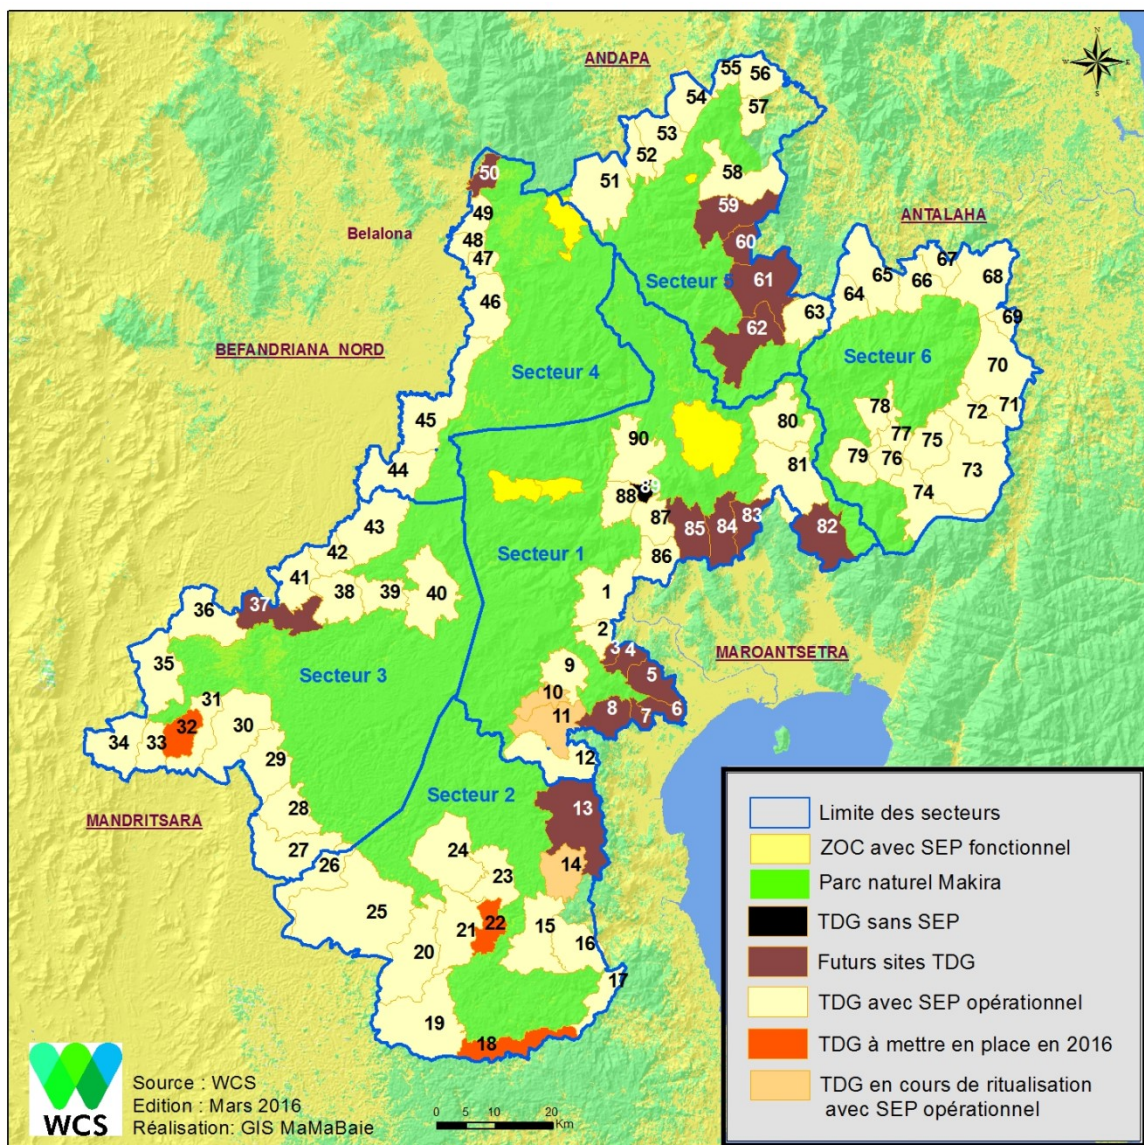 ANDAPA
N
W E
S
55 56
54
57
53
52
50
51
58
49
59
ANTALAHA
Belalona
48
60
67
47
65 66
68
Secteur 5
61
64
46
62
63
69
BEFANDRIANA NORD
Secteur 6
Secteur 4
70
45
78
80
72 71
90
77 75
44
79 76
81
73
88 89
74
43
87
85 84 83
82
42
Secteur 1
86
41
38 39 40
1
36 37
2
3 4
MAROANTSETRA
35
9
5
Secteur 3
31
10
11 8 7 6
34 33 32 30
12
29
MANDRITSARA
28
Secteur 2
13
27
26
24
14
23
25
21 22
15
20
16
17
19
18
Limite des secteurs
ZOC avec SEP fonctionnel
Parc naturel Makira
TDG sans SEP
Futurs sites TDG
TDG avec SEP opérationnel
TDG à mettre en place en 2016
TDG en cours de ritualisation
avec SEP opérationnel
WCS
Source : WCS
Edition : Mars 2016
Réalisation: GIS MaMaBaie
0 5 10 20
Km